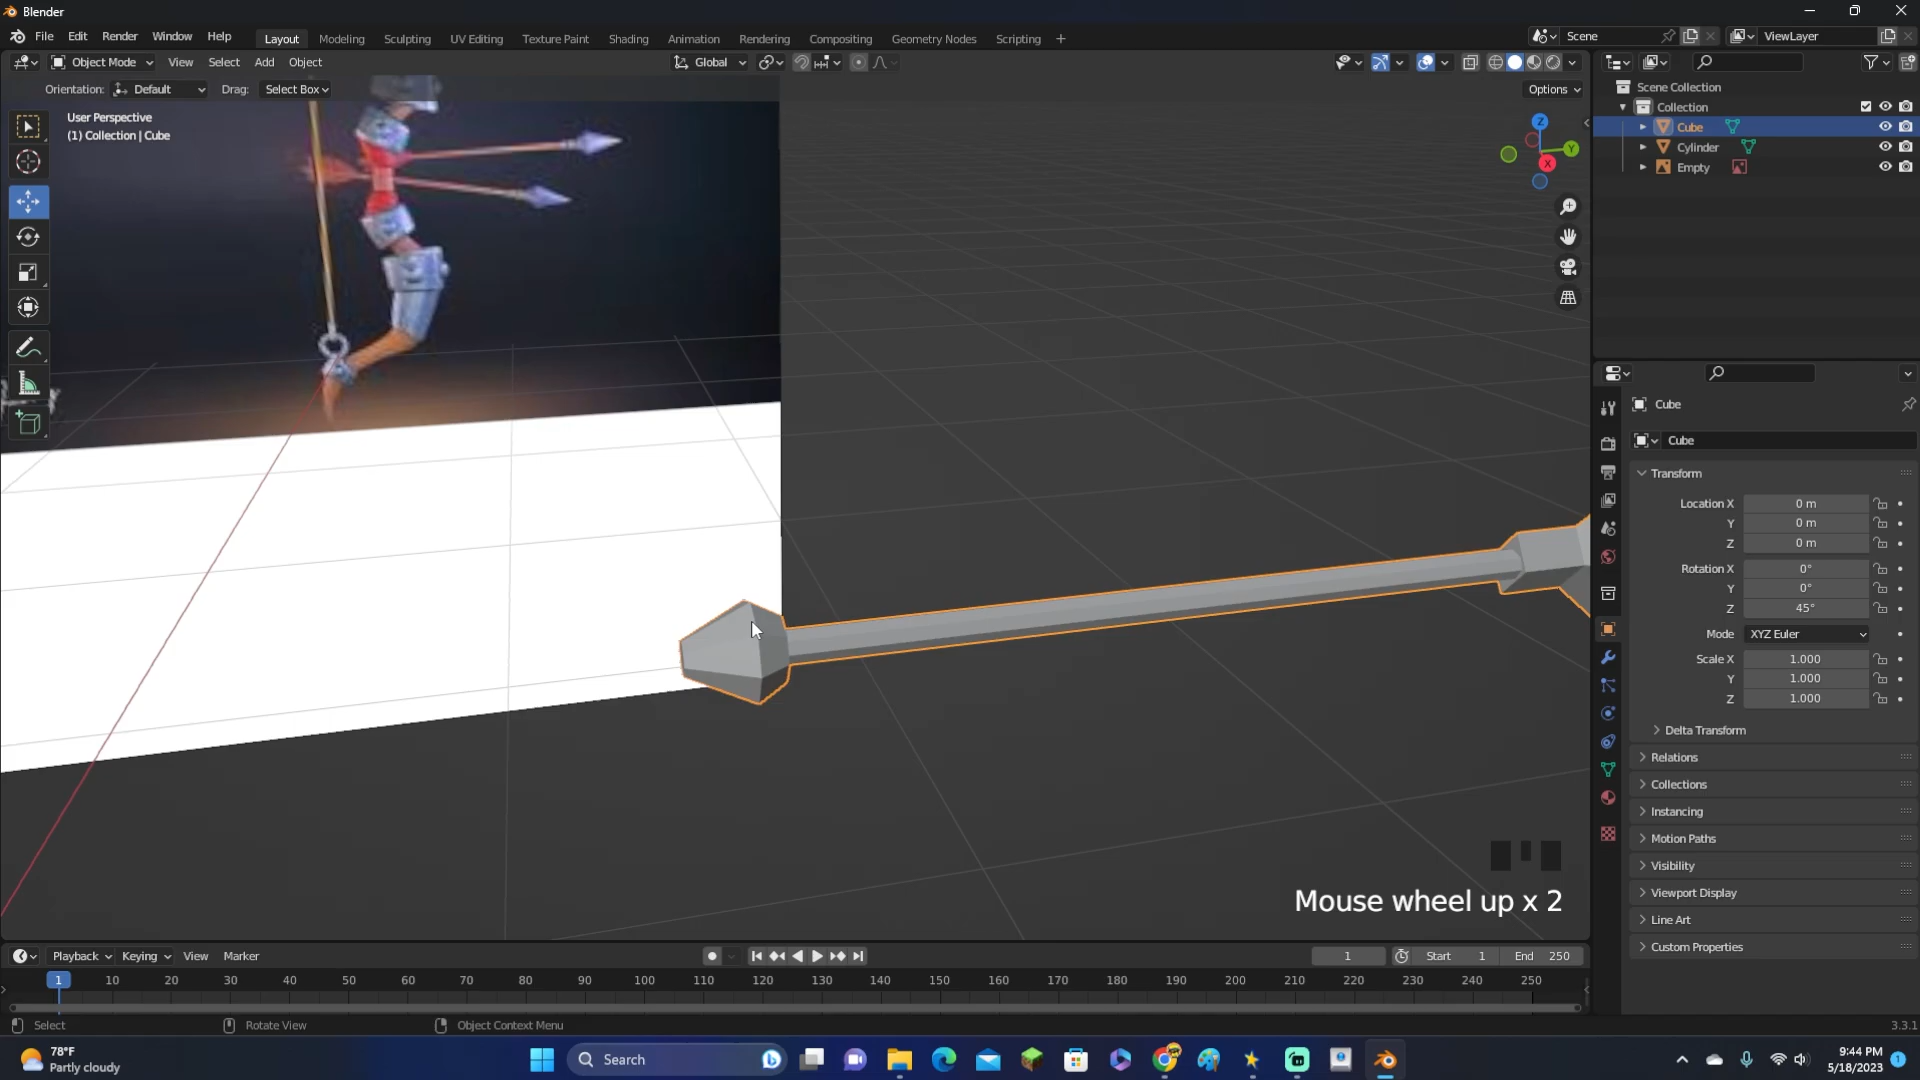 Blender
File Edit Render Window Help Layout Modeling Sculpting UV Editing Texture Paint Shading Animation Rendering Compositing Geometry Nodes Scripting + Scene ViewLayer
Object Mode View Select Add Object Global
Orientation: Default Drag: Select Box Options
User Perspective
(1) Collection | Cube
Z
Y
X
Scene Collection
Collection
Cube
Cylinder
Empty
Cube
Cube
Transform
Location X 0 m
Y 0 m
Z 0 m
Rotation X 0°
Y 0°
Z 45°
Mode XYZ Euler
Scale X 1.000
Y 1.000
Z 1.000
Delta Transform
Relations
Collections
Instancing
Motion Paths
Visibility
Viewport Display
Line Art
Custom Properties
Mouse wheel up x 2
Playback Keying View Marker 1 Start 1 End 250
1 10 20 30 40 50 60 70 80 90 100 110 120 130 140 150 160 170 180 190 200 210 220 230 240 250
Select Rotate View Object Context Menu 3.3.1
78°F
Partly cloudy
Search
9:44 PM
5/18/2023
1